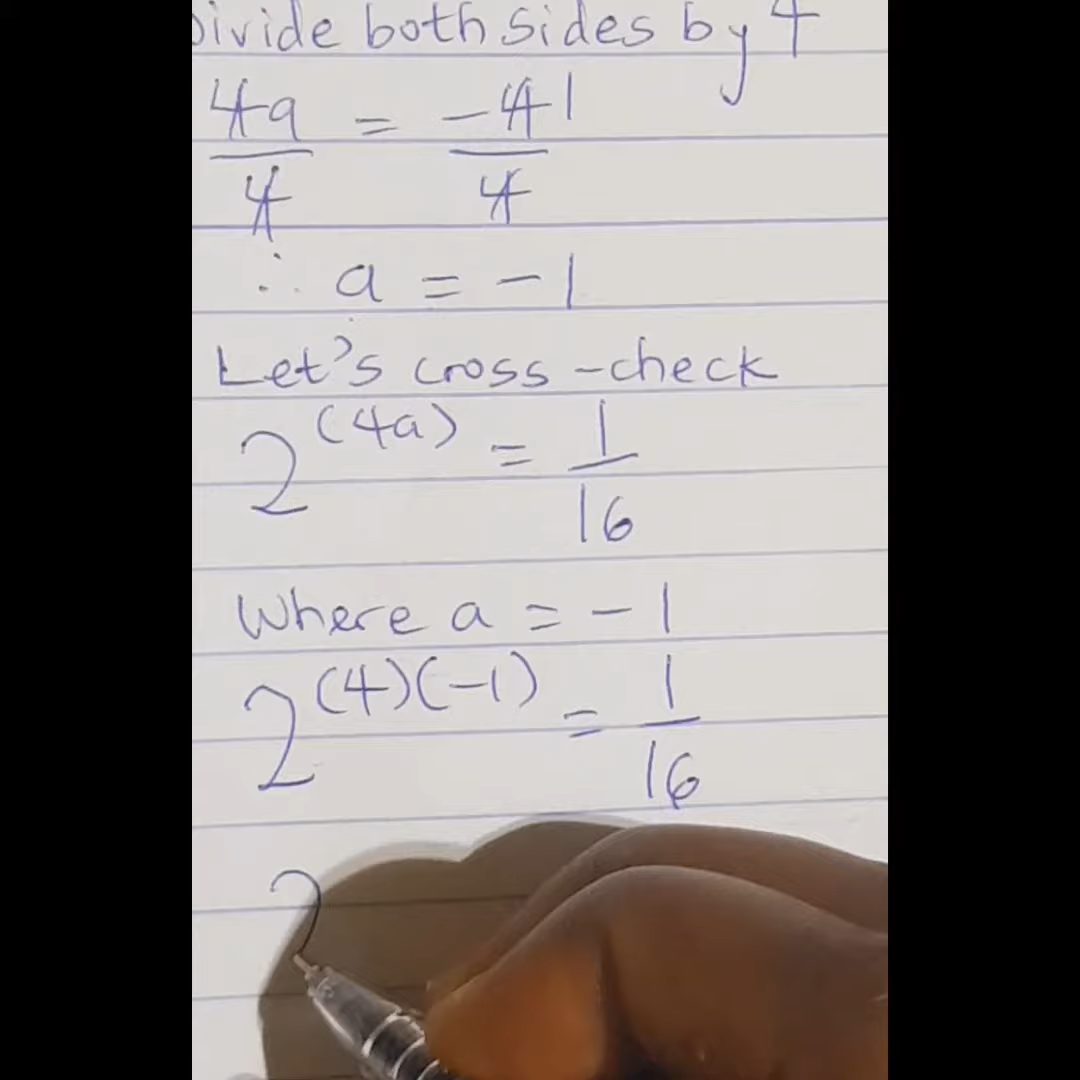 Divide both sides by 4
4a/4 = -4 1/4
∴ a = -1
Let's cross-check
2^(4a) = 1/16
Where a = -1
2^(4)(-1) = 1/16
2